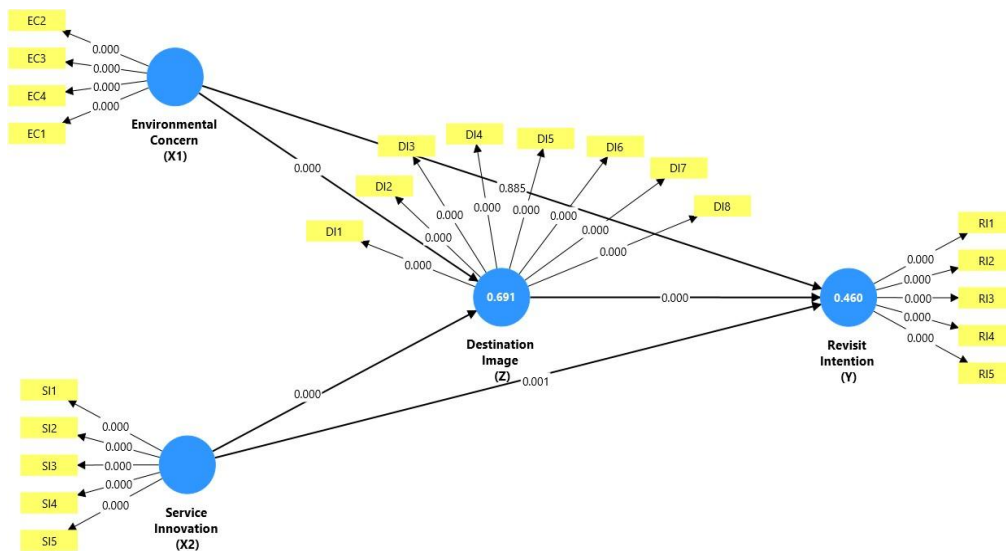 EC2
EC3
EC4
EC1
0.000
0.000
0.000
0.000
Environmental
Concern
(X1)
0.000
0.885
DI1
DI2
DI3
DI4
DI5
DI6
DI7
DI8
0.000
0.000
0.000
0.000
0.000
0.000
0.000
0.000
0.691
Destination
Image
(Z)
0.000
0.460
Revisit
Intention
(Y)
0.000
0.000
0.000
0.000
0.000
RI1
RI2
RI3
RI4
RI5
0.000
0.001
SI1
SI2
SI3
SI4
SI5
0.000
0.000
0.000
0.000
0.000
Service
Innovation
(X2)